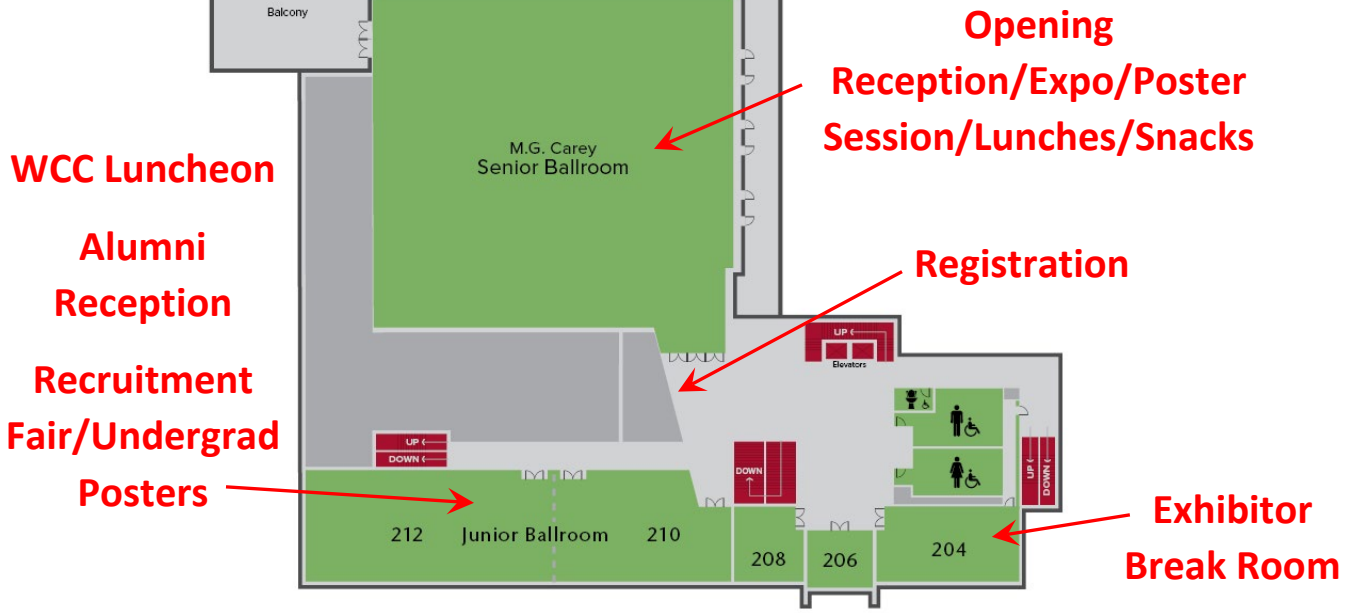 Balcony
Opening
Reception/Expo/Poster
Session/Lunches/Snacks
M.G. Carey
Senior Ballroom
WCC Luncheon
Alumni
Reception
Recruitment
Fair/Undergrad
Posters
Registration
UP
Elevators
UP
DOWN
DOWN
UP
DOWN
212
Junior Ballroom
210
208
206
204
Exhibitor
Break Room